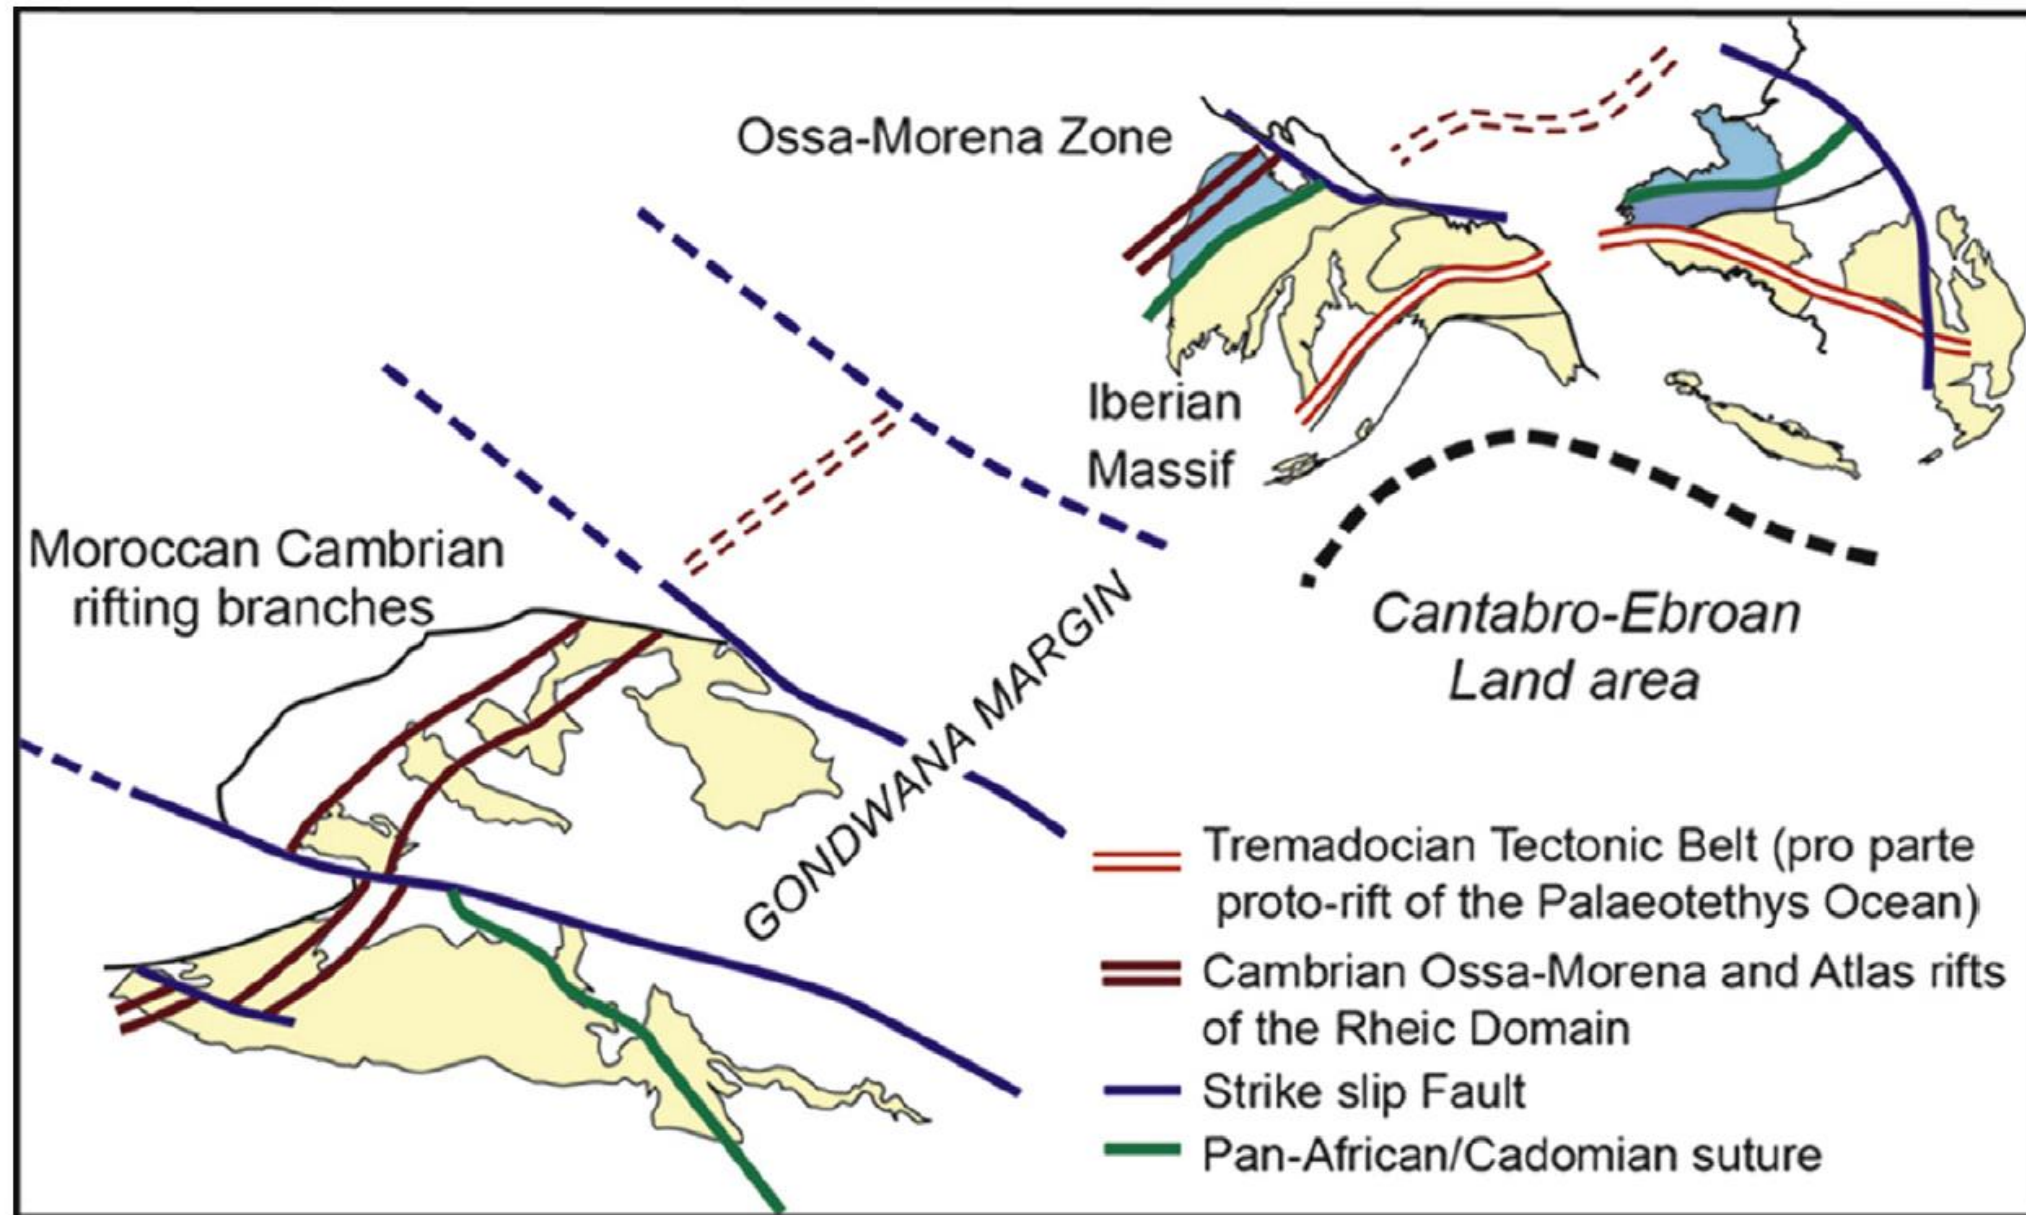 Ossa-Morena Zone
Iberian
Massif
Moroccan Cambrian
rifting branches
Cantabro-Ebroan
Land area
GONDWANA MARGIN
Tremadocian Tectonic Belt (pro parte
proto-rift of the Palaeotethys Ocean)
Cambrian Ossa-Morena and Atlas rifts
of the Rheic Domain
Strike slip Fault
Pan-African/Cadomian suture